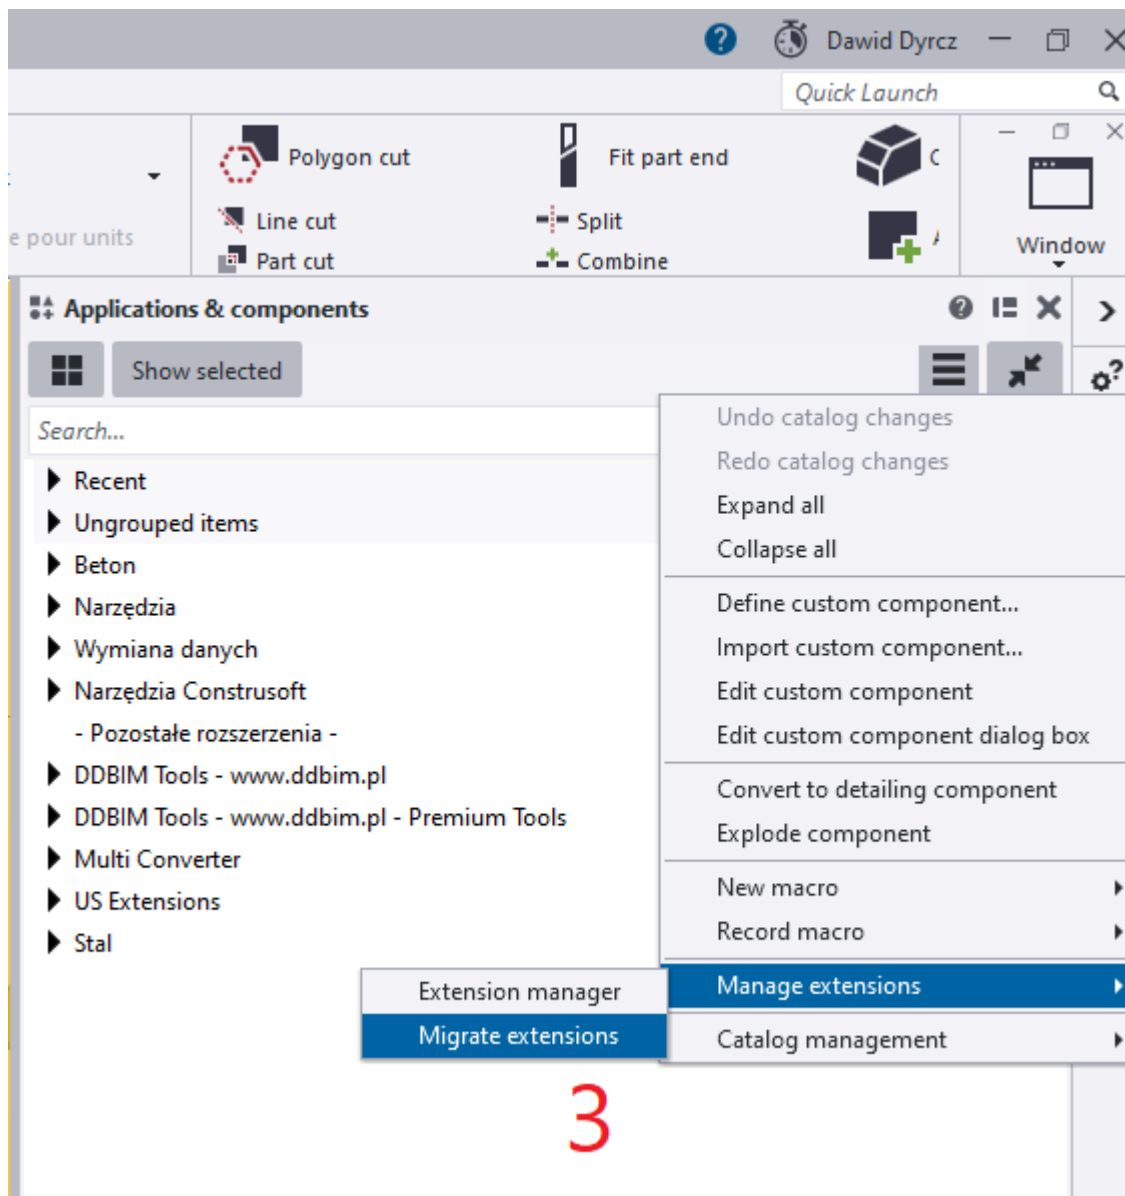 Dawid Dyrcz
Quick Launch
Polygon cut
Fit part end
Line cut
Split
e pour units
Part cut
Combine
Window
Applications & components
Show selected
Search...
Recent
Ungrouped items
Beton
Narzędzia
Wymiana danych
Narzędzia Construsoft
- Pozostałe rozszerzenia -
DDBIM Tools - www.ddbim.pl
DDBIM Tools - www.ddbim.pl - Premium Tools
Multi Converter
US Extensions
Stal
Undo catalog changes
Redo catalog changes
Expand all
Collapse all
Define custom component...
Import custom component...
Edit custom component
Edit custom component dialog box
Convert to detailing component
Explode component
New macro
Record macro
Manage extensions
Catalog management
Extension manager
Migrate extensions
3